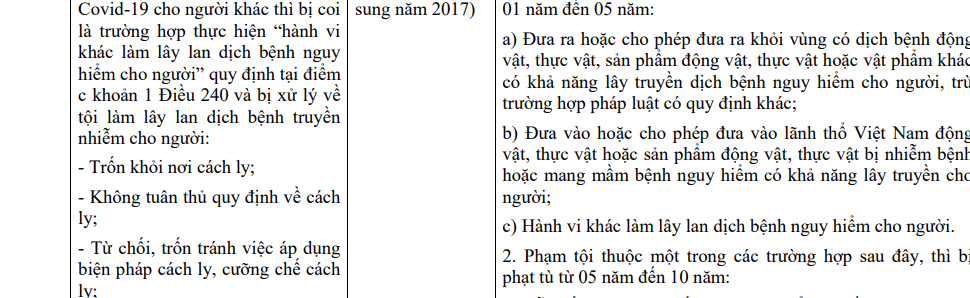 Covid-19 cho người khác thì bị coi
là trường hợp thực hiện “hành vi
khác làm lây lan dịch bệnh nguy
hiểm cho người” quy định tại điểm
c khoản 1 Điều 240 và bị xử lý về
tội làm lây lan dịch bệnh truyền
nhiễm cho người:
- Trốn khỏi nơi cách ly;
- Không tuân thủ quy định về cách
ly;
- Từ chối, trốn tránh việc áp dụng
biện pháp cách ly, cưỡng chế cách
ly;
sung năm 2017)
01 năm đến 05 năm:
a) Đưa ra hoặc cho phép đưa ra khỏi vùng có dịch bệnh động
vật, thực vật, sản phẩm động vật, thực vật hoặc vật phẩm khác
có khả năng lây truyền dịch bệnh nguy hiểm cho người, trừ
trường hợp pháp luật có quy định khác;
b) Đưa vào hoặc cho phép đưa vào lãnh thổ Việt Nam động
vật, thực vật hoặc sản phẩm động vật, thực vật bị nhiễm bệnh
hoặc mang mầm bệnh nguy hiểm có khả năng lây truyền cho
người;
c) Hành vi khác làm lây lan dịch bệnh nguy hiểm cho người.
2. Phạm tội thuộc một trong các trường hợp sau đây, thì bị
phạt tù từ 05 năm đến 10 năm: